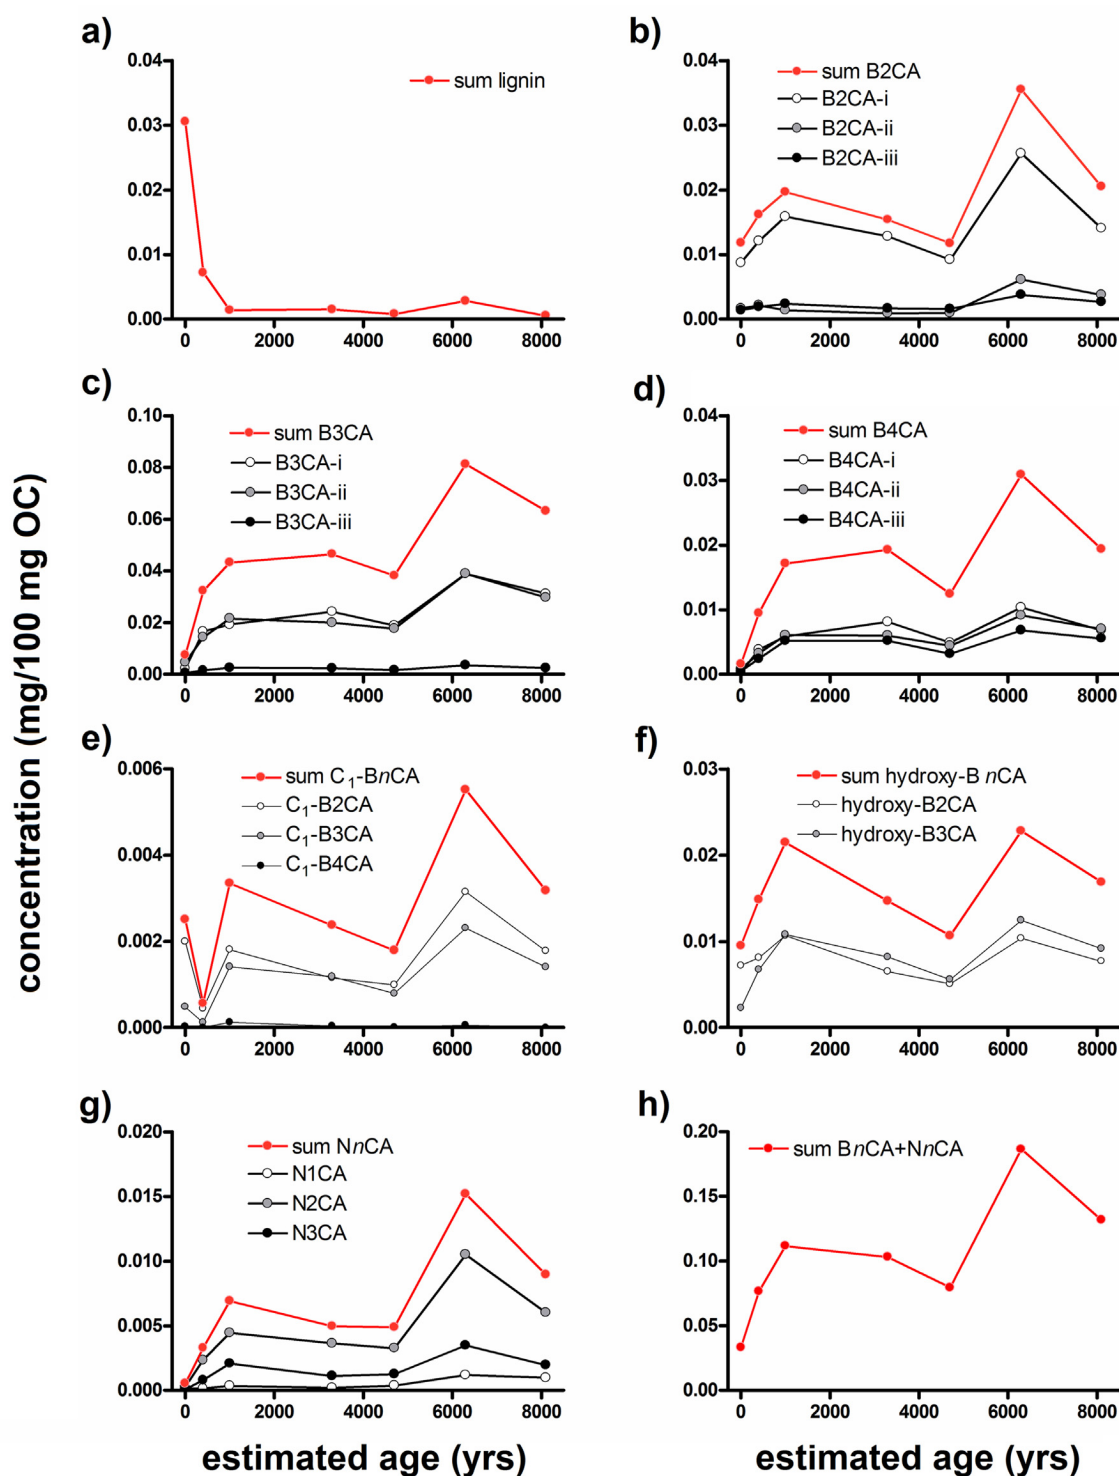 a)
sum lignin
0.04
0.03
0.02
0.01
0.00
0 2000 4000 6000 8000
b)
sum B2CA
B2CA-i
B2CA-ii
B2CA-iii
0.04
0.03
0.02
0.01
0.00
0 2000 4000 6000 8000
c)
sum B3CA
B3CA-i
B3CA-ii
B3CA-iii
0.10
0.08
0.06
0.04
0.02
0.00
0 2000 4000 6000 8000
d)
sum B4CA
B4CA-i
B4CA-ii
B4CA-iii
0.04
0.03
0.02
0.01
0.00
0 2000 4000 6000 8000
concentration (mg/100 mg OC)
e)
sum C₁-BnCA
C₁-B2CA
C₁-B3CA
C₁-B4CA
0.006
0.004
0.002
0.000
0 2000 4000 6000 8000
f)
sum hydroxy-B nCA
hydroxy-B2CA
hydroxy-B3CA
0.03
0.02
0.01
0.00
0 2000 4000 6000 8000
g)
sum NnCA
N1CA
N2CA
N3CA
0.020
0.015
0.010
0.005
0.000
0 2000 4000 6000 8000
estimated age (yrs)
h)
sum BnCA+NnCA
0.20
0.15
0.10
0.05
0.00
0 2000 4000 6000 8000
estimated age (yrs)